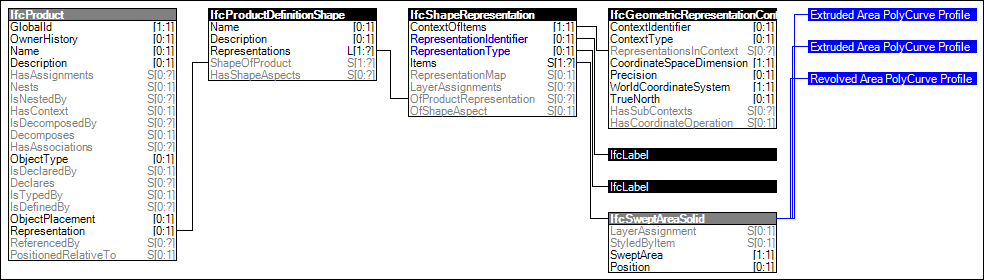 IfcProduct
GlobalId [1:1]
OwnerHistory [0:1]
Name [0:1]
Description [0:1]
HasAssignments S[0:?]
Nests S[0:1]
IsNestedBy S[0:?]
HasContext S[0:1]
IsDecomposedBy S[0:?]
Decomposes S[0:1]
HasAssociations S[0:?]
ObjectType [0:1]
IsDeclaredBy S[0:1]
Declares S[0:?]
IsTypedBy S[0:1]
IsDefinedBy S[0:?]
ObjectPlacement [0:1]
Representation [0:1]
ReferencedBy S[0:?]
PositionedRelativeTo S[0:1]
IfcProductDefinitionShape
Name [0:1]
Description [0:1]
Representations L[1:?]
ShapeOfProduct S[1:?]
HasShapeAspects S[0:?]
IfcShapeRepresentation
ContextOfItems [1:1]
RepresentationIdentifier [0:1]
RepresentationType [0:1]
Items S[1:?]
RepresentationMap S[0:1]
LayerAssignments S[0:?]
OfProductRepresentation S[0:?]
OfShapeAspect S[0:1]
IfcGeometricRepresentationCont
ContextIdentifier [0:1]
ContextType [0:1]
RepresentationsInContext S[0:?]
CoordinateSpaceDimension [1:1]
Precision [0:1]
WorldCoordinateSystem [1:1]
TrueNorth [0:1]
HasSubContexts S[0:?]
HasCoordinateOperation S[0:1]
IfcLabel
IfcLabel
IfcSweptAreaSolid
LayerAssignment S[0:1]
StyledByItem S[0:1]
SweptArea [1:1]
Position [0:1]
Extruded Area PolyCurve Profile
Extruded Area PolyCurve Profile
Revolved Area PolyCurve Profile